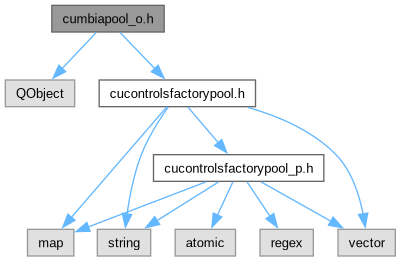 cumbiapool_o.h
QObject
cucontrolsfactorypool.h
cucontrolsfactorypool_p.h
map
string
atomic
regex
vector